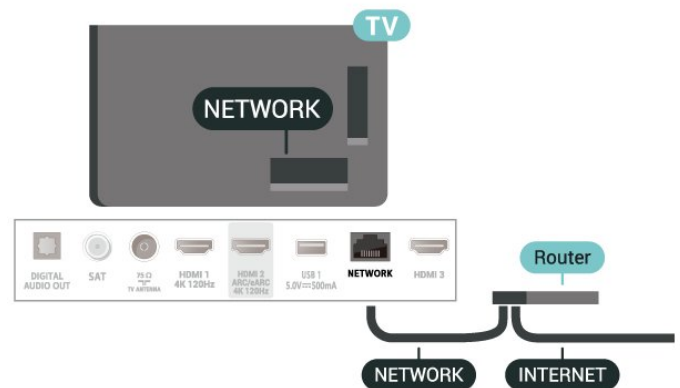 TV
NETWORK
DIGITAL
AUDIO OUT
SAT
75 Ω
TV ANTENNA
HDMI 1
4K 120Hz
HDMI 2
ARC/eARC
4K 120Hz
USB 1
5.0V⎓500mA
NETWORK
HDMI 3
Router
NETWORK
INTERNET